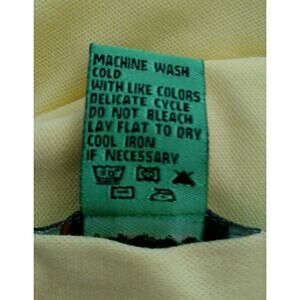 MACHINE WASH
COLD
WITH LIKE COLORS
DELICATE CYCLE
DO NOT BLEACH
LAY FLAT TO DRY
COOL IRON
IF NECESSARY